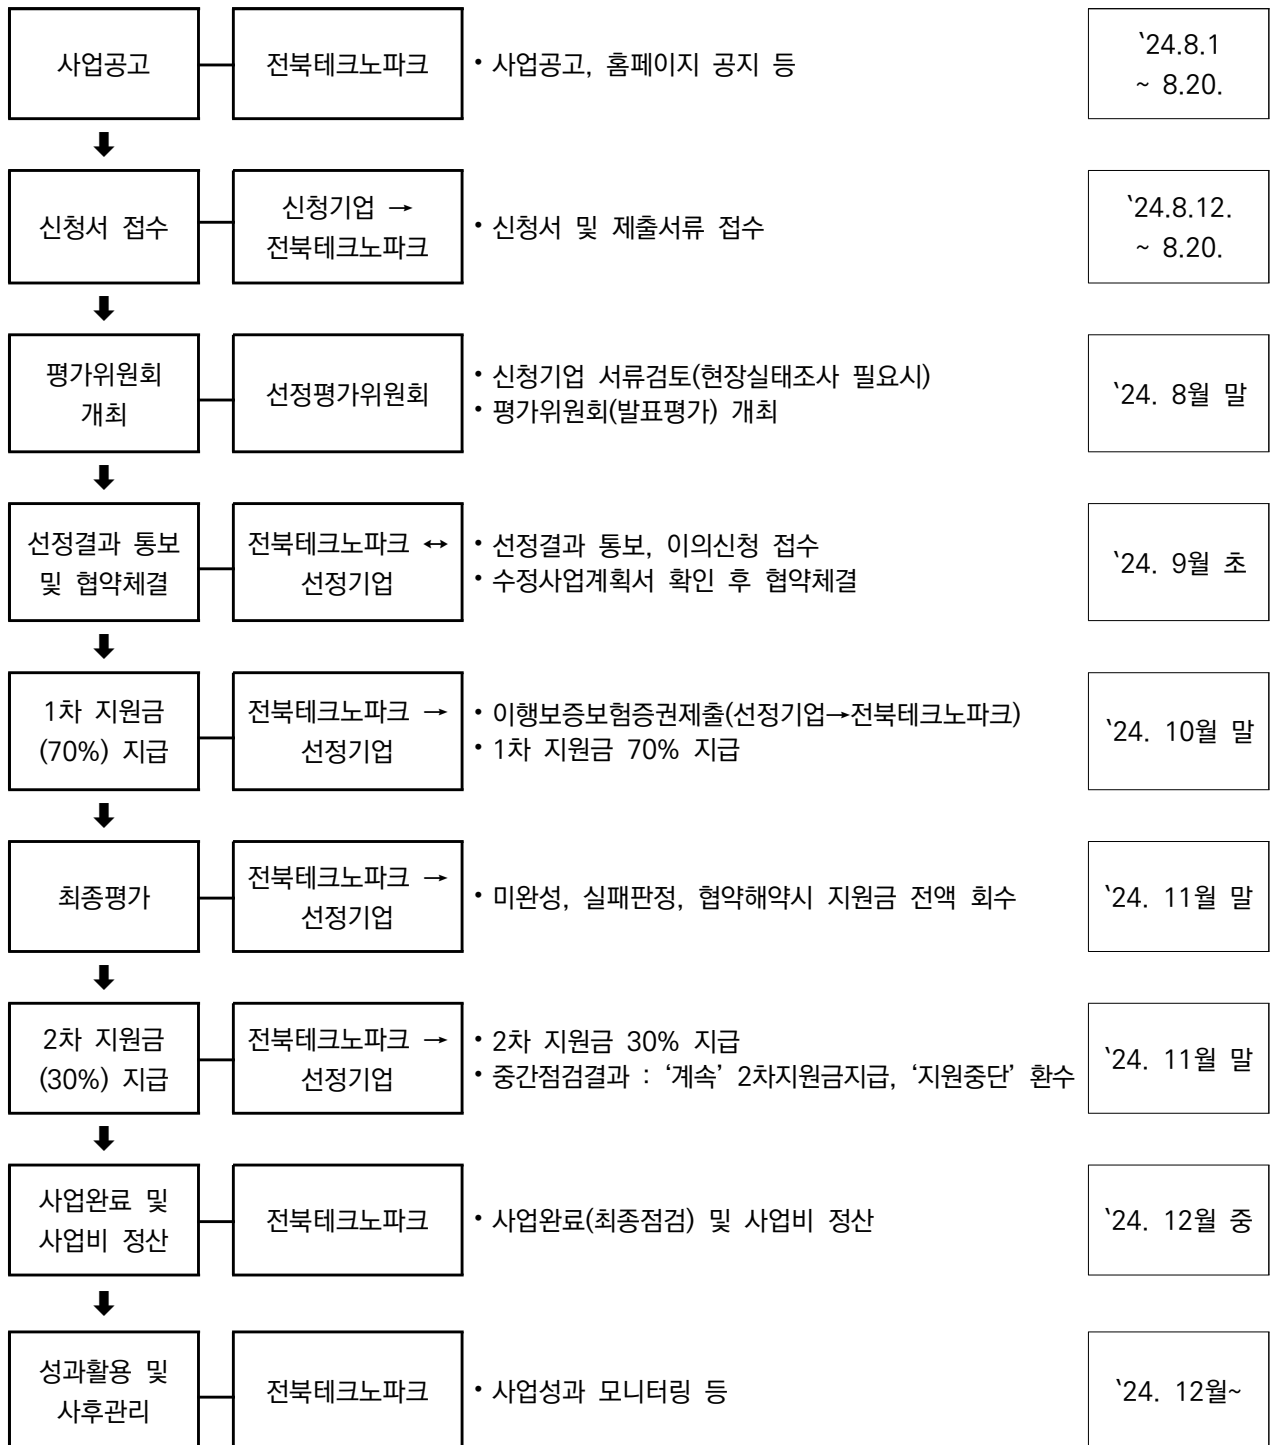 사업공고
전북테크노파크
• 사업공고, 홈페이지 공지 등
`24.8.1
~ 8.20.
신청서 접수
신청기업 →
전북테크노파크
• 신청서 및 제출서류 접수
`24.8.12.
~ 8.20.
평가위원회
개최
선정평가위원회
• 신청기업 서류검토(현장실태조사 필요시)
• 평가위원회(발표평가) 개최
`24. 8월 말
선정결과 통보
및 협약체결
전북테크노파크 ↔
선정기업
• 선정결과 통보, 이의신청 접수
• 수정사업계획서 확인 후 협약체결
`24. 9월 초
1차 지원금
(70%) 지급
전북테크노파크 →
선정기업
• 이행보증보험증권제출(선정기업→전북테크노파크)
• 1차 지원금 70% 지급
`24. 10월 말
최종평가
전북테크노파크 →
선정기업
• 미완성, 실패판정, 협약해약시 지원금 전액 회수
`24. 11월 말
2차 지원금
(30%) 지급
전북테크노파크 →
선정기업
• 2차 지원금 30% 지급
• 중간점검결과 : ‘계속’ 2차지원금지급, ‘지원중단’ 환수
`24. 11월 말
사업완료 및
사업비 정산
전북테크노파크
• 사업완료(최종점검) 및 사업비 정산
`24. 12월 중
성과활용 및
사후관리
전북테크노파크
• 사업성과 모니터링 등
`24. 12월~